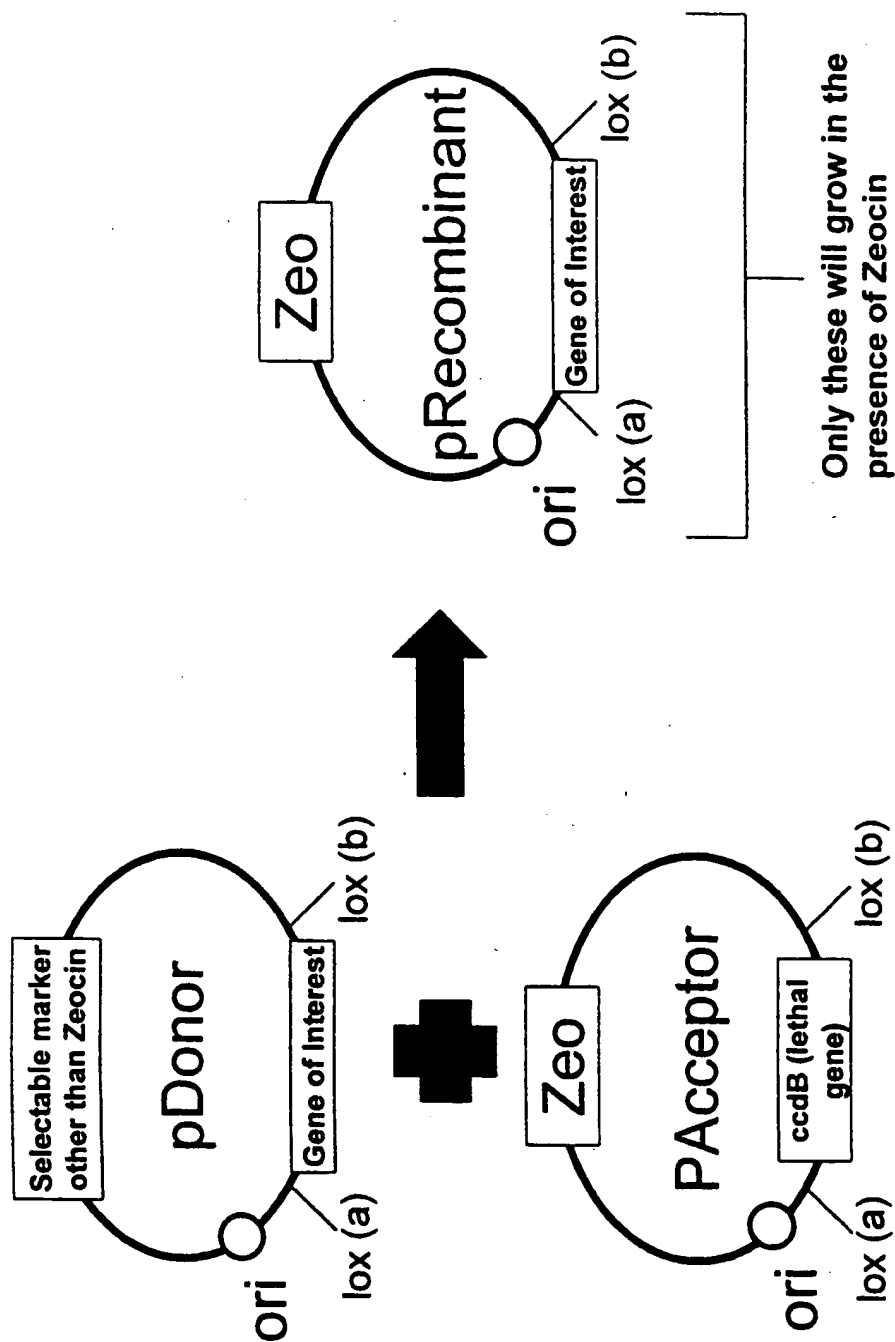 Selectable marker
other than Zeocin
pDonor
Gene of Interest
ori
lox (a)
lox (b)
Zeo
PAcceptor
ccdB (lethal
gene)
ori
lox (a)
lox (b)
Zeo
pRecombinant
Gene of Interest
ori
lox (a)
lox (b)
Only these will grow in the
presence of Zeocin